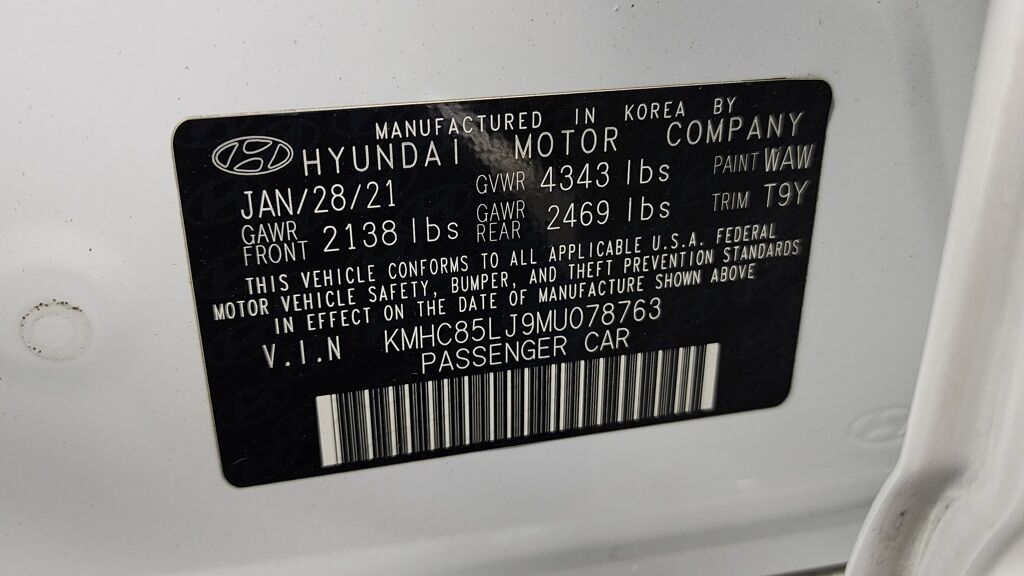 MANUFACTURED IN KOREA BY
HYUNDAI MOTOR COMPANY
JAN/28/21 GVWR 4343 lbs PAINT WAW
GAWR FRONT 2138 lbs GAWR REAR 2469 lbs TRIM T9Y
THIS VEHICLE CONFORMS TO ALL APPLICABLE U.S.A. FEDERAL
MOTOR VEHICLE SAFETY, BUMPER, AND THEFT PREVENTION STANDARDS
IN EFFECT ON THE DATE OF MANUFACTURE SHOWN ABOVE
V.I.N KMHC85LJ9MU078763
PASSENGER CAR